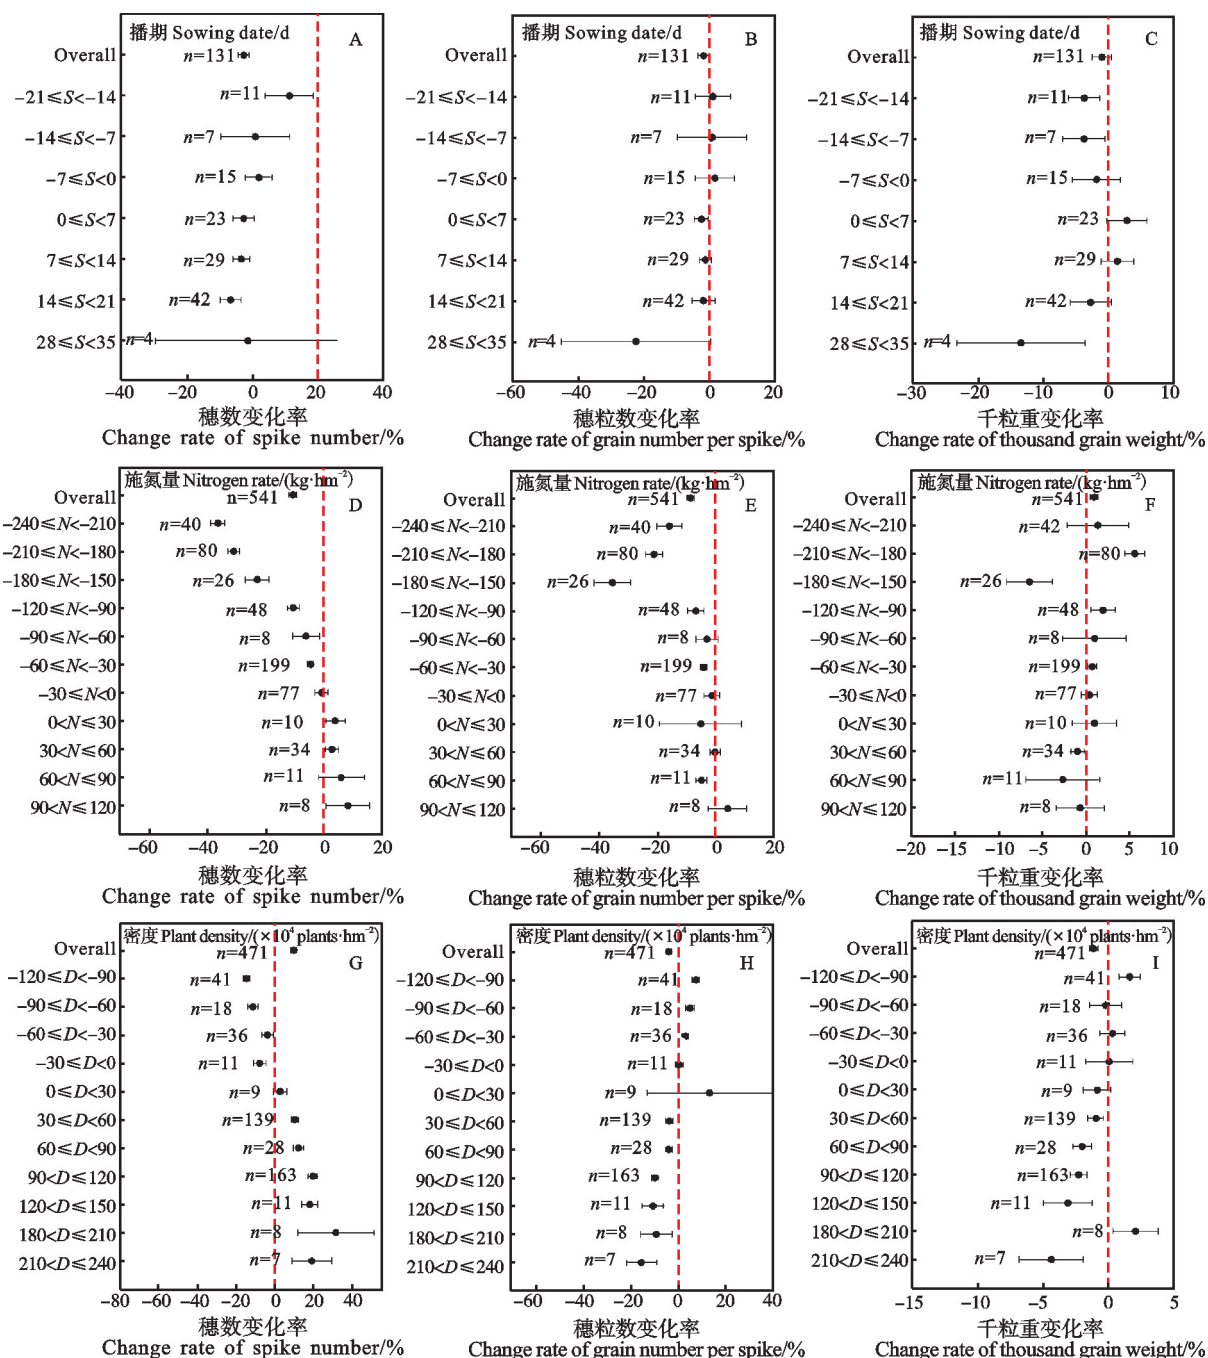 播期 Sowing date/d
A
Overall
n=131
−21≤S<−14
n=11
−14≤S<−7
n=7
−7≤S<0
n=15
0≤S<7
n=23
7≤S<14
n=29
14≤S<21
n=42
28≤S<35
n=4
−40 −20 0 20 40
穗数变化率
Change rate of spike number/%
播期 Sowing date/d
B
Overall
n=131
−21≤S<−14
n=11
−14≤S<−7
n=7
−7≤S<0
n=15
0≤S<7
n=23
7≤S<14
n=29
14≤S<21
n=42
28≤S<35
n=4
−60 −40 −20 0 20 40
穗粒数变化率
Change rate of grain number per spike/%
播期 Sowing date/d
C
Overall
n=131
−21≤S<−14
n=11
−14≤S<−7
n=7
−7≤S<0
n=15
0≤S<7
n=23
7≤S<14
n=29
14≤S<21
n=42
28≤S<35
n=4
−30 −20 −10 0 10
千粒重变化率
Change rate of thousand grain weight/%
施氮量 Nitrogen rate/(kg·hm⁻²)
D
Overall
n=541
−240≤N<−210
n=40
−210≤N<−180
n=80
−180≤N<−150
n=26
−120≤N<−90
n=48
−90≤N<−60
n=8
−60≤N<−30
n=199
−30≤N<0
n=77
0<N≤30
n=10
30<N≤60
n=34
60<N≤90
n=11
90<N≤120
n=8
−60 −40 −20 0 20
穗数变化率
Change rate of spike number/%
施氮量 Nitrogen rate/(kg·hm⁻²)
E
Overall
n=541
−240≤N<−210
n=40
−210≤N<−180
n=80
−180≤N<−150
n=26
−120≤N<−90
n=48
−90≤N<−60
n=8
−60≤N<−30
n=199
−30≤N<0
n=77
0<N≤30
n=10
30<N≤60
n=34
60<N≤90
n=11
90<N≤120
n=8
−60 −40 −20 0 20
穗粒数变化率
Change rate of grain number per spike/%
施氮量 Nitrogen rate/(kg·hm⁻²)
F
Overall
n=541
−240≤N<−210
n=42
−210≤N<−180
n=80
−180≤N<−150
n=26
−120≤N<−90
n=48
−90≤N<−60
n=8
−60≤N<−30
n=199
−30≤N<0
n=77
0<N≤30
n=10
30<N≤60
n=34
60<N≤90
n=11
90<N≤120
n=8
−20 −15 −10 −5 0 5 10
千粒重变化率
Change rate of thousand grain weight/%
密度 Plant density/(×10⁴ plants·hm⁻²)
G
Overall
n=471
−120≤D<−90
n=41
−90≤D<−60
n=18
−60≤D<−30
n=36
−30≤D<0
n=11
0≤D<30
n=9
30≤D<60
n=139
60≤D<90
n=28
90<D≤120
n=163
120<D≤150
n=11
180<D≤210
n=8
210<D≤240
n=7
−80 −60 −40 −20 0 20 40
穗数变化率
Change rate of spike number/%
密度 Plant density/(×10⁴ plants·hm⁻²)
H
Overall
n=471
−120≤D<−90
n=41
−90≤D<−60
n=18
−60≤D<−30
n=36
−30≤D<0
n=11
0≤D<30
n=9
30≤D<60
n=139
60≤D<90
n=28
90<D≤120
n=163
120<D≤150
n=11
180<D≤210
n=8
210<D≤240
n=7
−60 −40 −20 0 20 40
穗粒数变化率
Change rate of grain number per spike/%
密度 Plant density/(×10⁴ plants·hm⁻²)
I
Overall
n=471
−120≤D<−90
n=41
−90≤D<−60
n=18
−60≤D<−30
n=36
−30≤D<0
n=11
0≤D<30
n=9
30≤D<60
n=139
60≤D<90
n=28
90<D≤120
n=163
120<D≤150
n=11
180<D≤210
n=8
210<D≤240
n=7
−15 −10 −5 0 5
千粒重变化率
Change rate of thousand grain weight/%